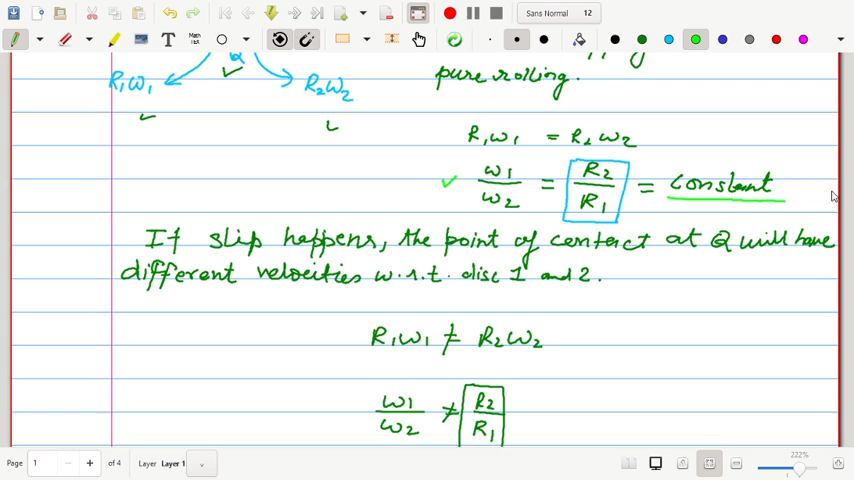 Sans Normal 12
Math
TEX
Q
R₁ω₁ R₂ω₂
pure rolling.
R₁ω₁ = R₂ω₂
ω₁/ω₂ = R₂/R₁ = constant
If slip happens, the point of contact at Q will have
different velocities w.r.t. disc 1 and 2.
R₁ω₁ ≠ R₂ω₂
ω₁/ω₂ ≠ R₂/R₁
Page 1 of 4 Layer Layer 1 222%